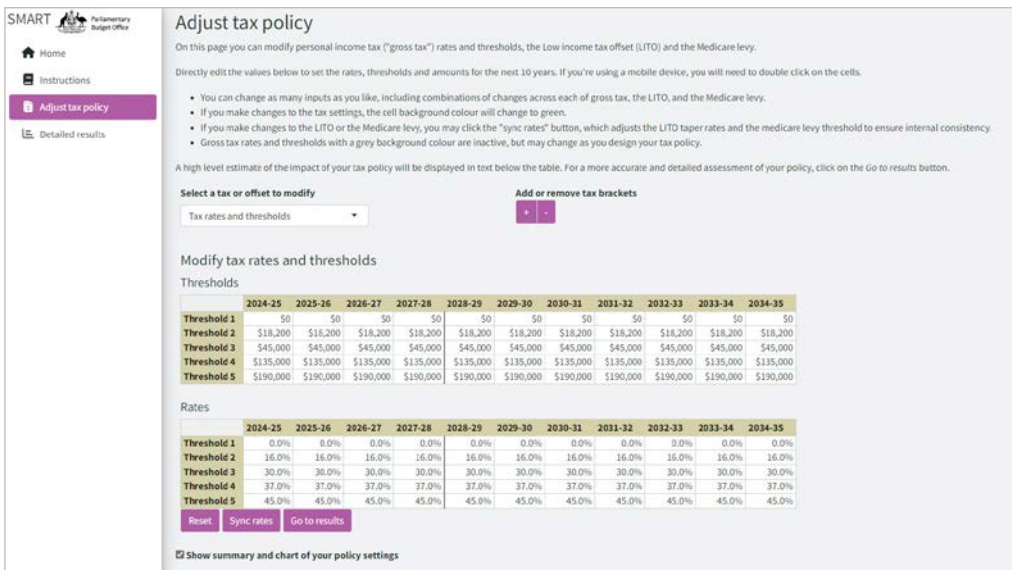 SMART Parliamentary
Budget Office
Home
Instructions
Adjust tax policy
Detailed results
Adjust tax policy
On this page you can modify personal income tax ("gross tax") rates and thresholds, the Low income tax offset (LITO) and the Medicare levy.
Directly edit the values below to set the rates, thresholds and amounts for the next 10 years. If you're using a mobile device, you will need to double click on the cells.
• You can change as many inputs as you like, including combinations of changes across each of gross tax, the LITO, and the Medicare levy.
• If you make changes to the tax settings, the cell background colour will change to green.
• If you make changes to the LITO or the Medicare levy, you may click the "sync rates" button, which adjusts the LITO taper rates and the medicare levy threshold to ensure internal consistency.
• Gross tax rates and thresholds with a grey background colour are inactive, but may change as you design your tax policy.
A high level estimate of the impact of your tax policy will be displayed in text below the table. For a more accurate and detailed assessment of your policy, click on the Go to results button.
Select a tax or offset to modify Add or remove tax brackets
Tax rates and thresholds + -
Modify tax rates and thresholds
Thresholds
2024-25 2025-26 2026-27 2027-28 2028-29 2029-30 2030-31 2031-32 2032-33 2033-34 2034-35
Threshold 1 $0 $0 $0 $0 $0 $0 $0 $0 $0 $0 $0
Threshold 2 $18,200 $18,200 $18,200 $18,200 $18,200 $18,200 $18,200 $18,200 $18,200 $18,200 $18,200
Threshold 3 $45,000 $45,000 $45,000 $45,000 $45,000 $45,000 $45,000 $45,000 $45,000 $45,000 $45,000
Threshold 4 $135,000 $135,000 $135,000 $135,000 $135,000 $135,000 $135,000 $135,000 $135,000 $135,000 $135,000
Threshold 5 $190,000 $190,000 $190,000 $190,000 $190,000 $190,000 $190,000 $190,000 $190,000 $190,000 $190,000
Rates
2024-25 2025-26 2026-27 2027-28 2028-29 2029-30 2030-31 2031-32 2032-33 2033-34 2034-35
Threshold 1 0.0% 0.0% 0.0% 0.0% 0.0% 0.0% 0.0% 0.0% 0.0% 0.0% 0.0%
Threshold 2 16.0% 16.0% 16.0% 16.0% 16.0% 16.0% 16.0% 16.0% 16.0% 16.0% 16.0%
Threshold 3 30.0% 30.0% 30.0% 30.0% 30.0% 30.0% 30.0% 30.0% 30.0% 30.0% 30.0%
Threshold 4 37.0% 37.0% 37.0% 37.0% 37.0% 37.0% 37.0% 37.0% 37.0% 37.0% 37.0%
Threshold 5 45.0% 45.0% 45.0% 45.0% 45.0% 45.0% 45.0% 45.0% 45.0% 45.0% 45.0%
Reset Sync rates Go to results
Show summary and chart of your policy settings